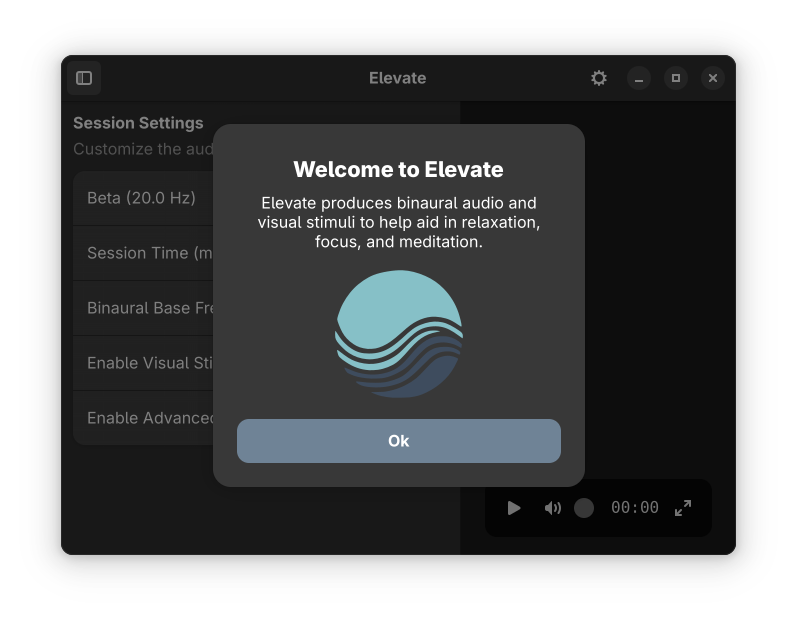 Elevate
Session Settings
Customize the aud
Beta (20.0 Hz)
Session Time (m
Binaural Base Fre
Enable Visual Sti
Enable Advanced
Welcome to Elevate
Elevate produces binaural audio and
visual stimuli to help aid in relaxation,
focus, and meditation.
Ok
00:00